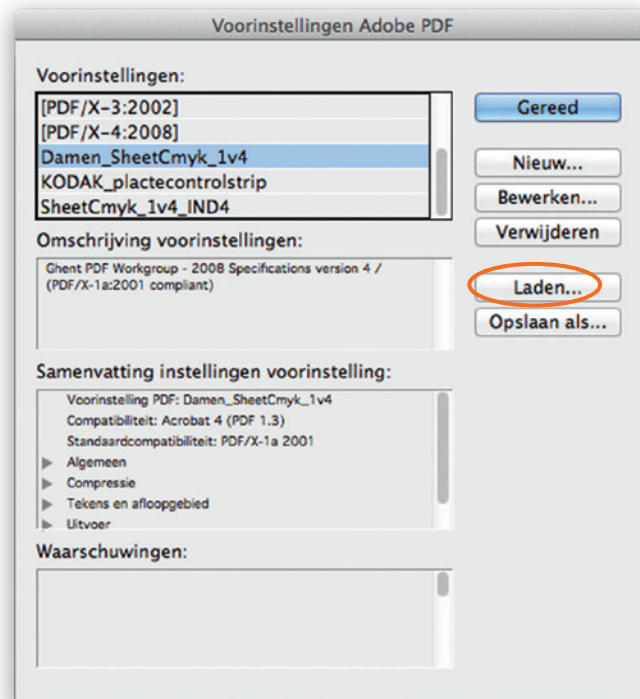 Voorinstellingen Adobe PDF
Voorinstellingen:
[PDF/X-3:2002]
[PDF/X-4:2008]
Damen_SheetCmyk_1v4
KODAK_plactecontrolstrip
SheetCmyk_1v4_IND4
Gereed
Nieuw...
Bewerken...
Verwijderen
Laden...
Opslaan als...
Omschrijving voorinstellingen:
Ghent PDF Workgroup - 2008 Specifications version 4 /
(PDF/X-1a:2001 compliant)
Samenvatting instellingen voorinstelling:
Voorinstelling PDF: Damen_SheetCmyk_1v4
Compatibiliteit: Acrobat 4 (PDF 1.3)
Standaardcompatibiliteit: PDF/X-1a 2001
Algemeen
Compressie
Tekens en afloopgebied
Uitvoer
Waarschuwingen: